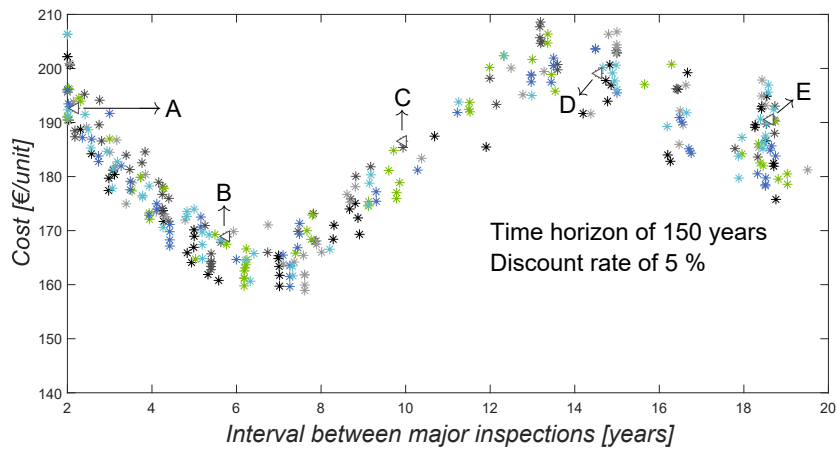 210
200
190
180
170
160
150
140
Cost [€/unit]
A
B
C
D
E
Time horizon of 150 years
Discount rate of 5 %
2 4 6 8 10 12 14 16 18 20
Interval between major inspections [years]